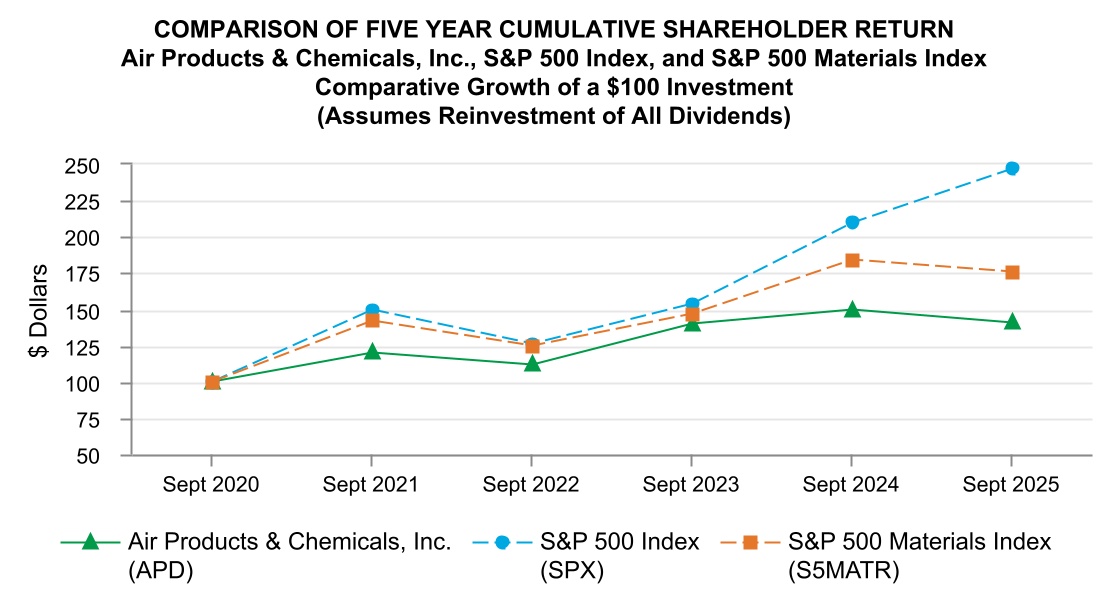 COMPARISON OF FIVE YEAR CUMULATIVE SHAREHOLDER RETURN
Air Products & Chemicals, Inc., S&P 500 Index, and S&P 500 Materials Index
Comparative Growth of a $100 Investment
(Assumes Reinvestment of All Dividends)
$ Dollars
250
225
200
175
150
125
100
75
50
Sept 2020 Sept 2021 Sept 2022 Sept 2023 Sept 2024 Sept 2025
Air Products & Chemicals, Inc. S&P 500 Index S&P 500 Materials Index
(APD) (SPX) (S5MATR)